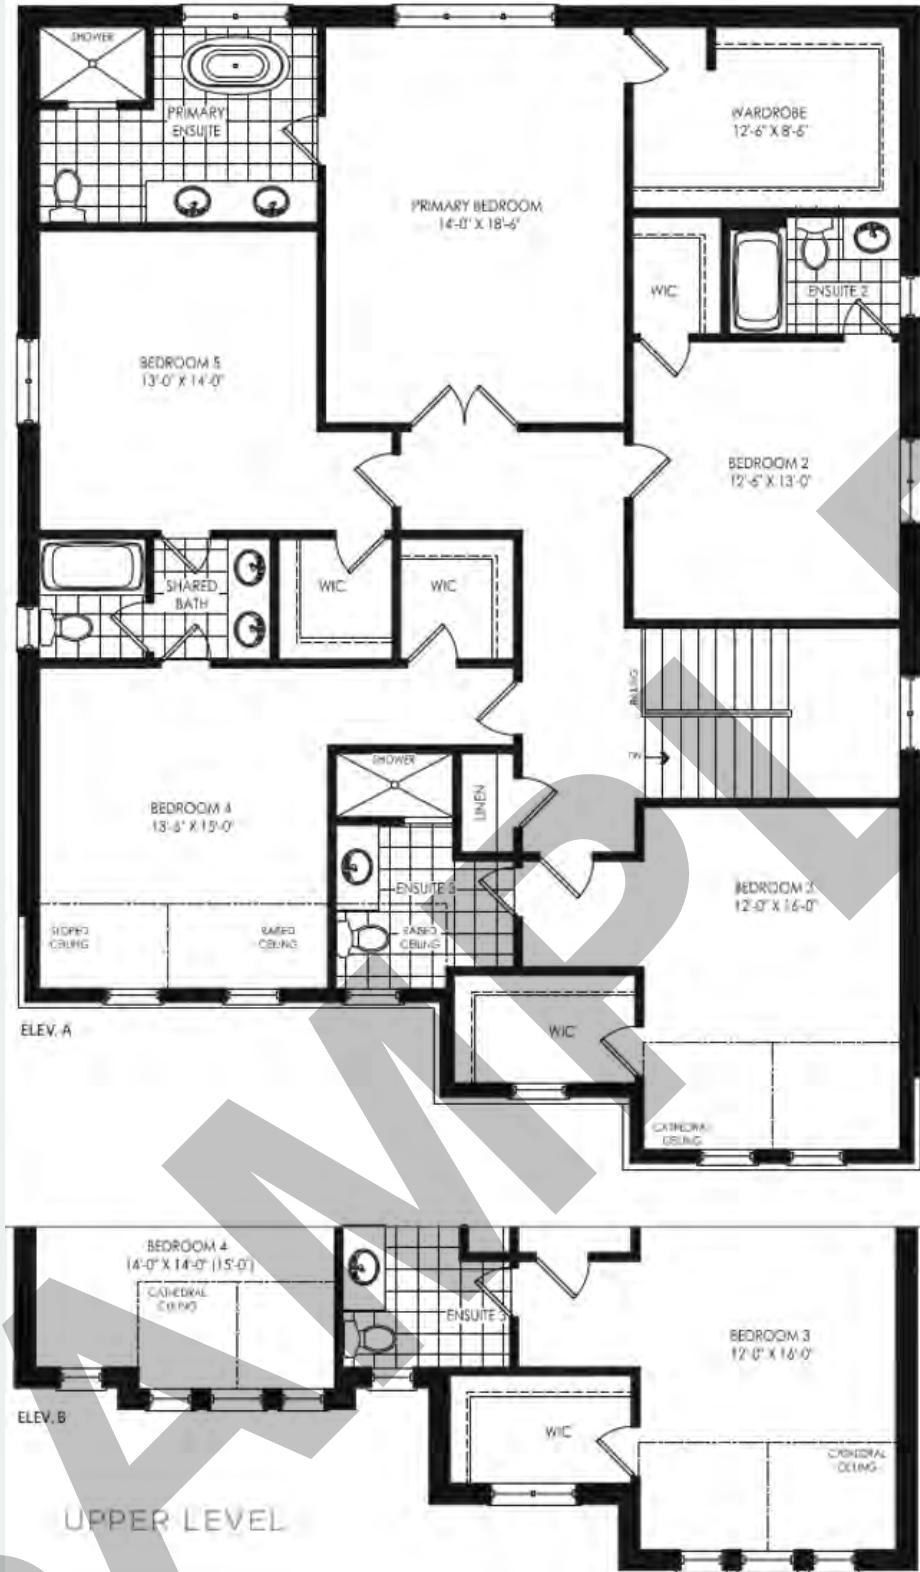 SHOWER
PRIMARY
ENSUITE
PRIMARY BEDROOM
14'-0" X 18'-6"
WARDROBE
12'-6" X 8'-6"
WIC
ENSUITE 2
BEDROOM 5
13'-0" X 14'-0"
BEDROOM 2
12'-6" X 13'-0"
SHARED
BATH
WIC
WIC
RAILING
DN
SHOWER
LINEN
BEDROOM 4
13'-6" X 15'-0"
ENSUITE 3
BEDROOM 3
12'-0" X 16'-0"
SLOPED
CEILING
RAISED
CEILING
RAISED
CEILING
WIC
ELEV. A
CATHEDRAL
CEILING
BEDROOM 4
14'-0" X 14'-0" (15'-0")
CATHEDRAL
CEILING
ENSUITE 3
BEDROOM 3
12'-0" X 16'-0"
ELEV. B
WIC
CATHEDRAL
CEILING
UPPER LEVEL